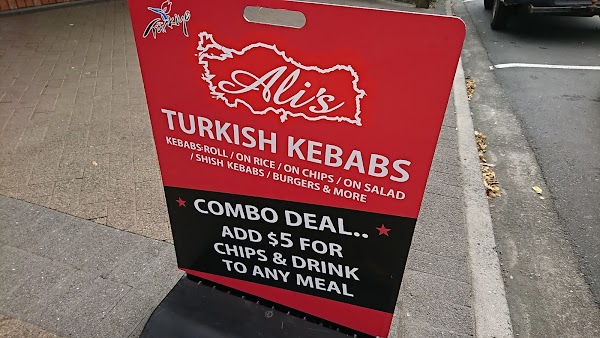 Ali's
TURKISH KEBABS
KEBABS:ROLL / ON RICE / ON CHIPS / ON SALAD
/ SHISH KEBABS / BURGERS & MORE
COMBO DEAL..
ADD $5 FOR
CHIPS & DRINK
TO ANY MEAL